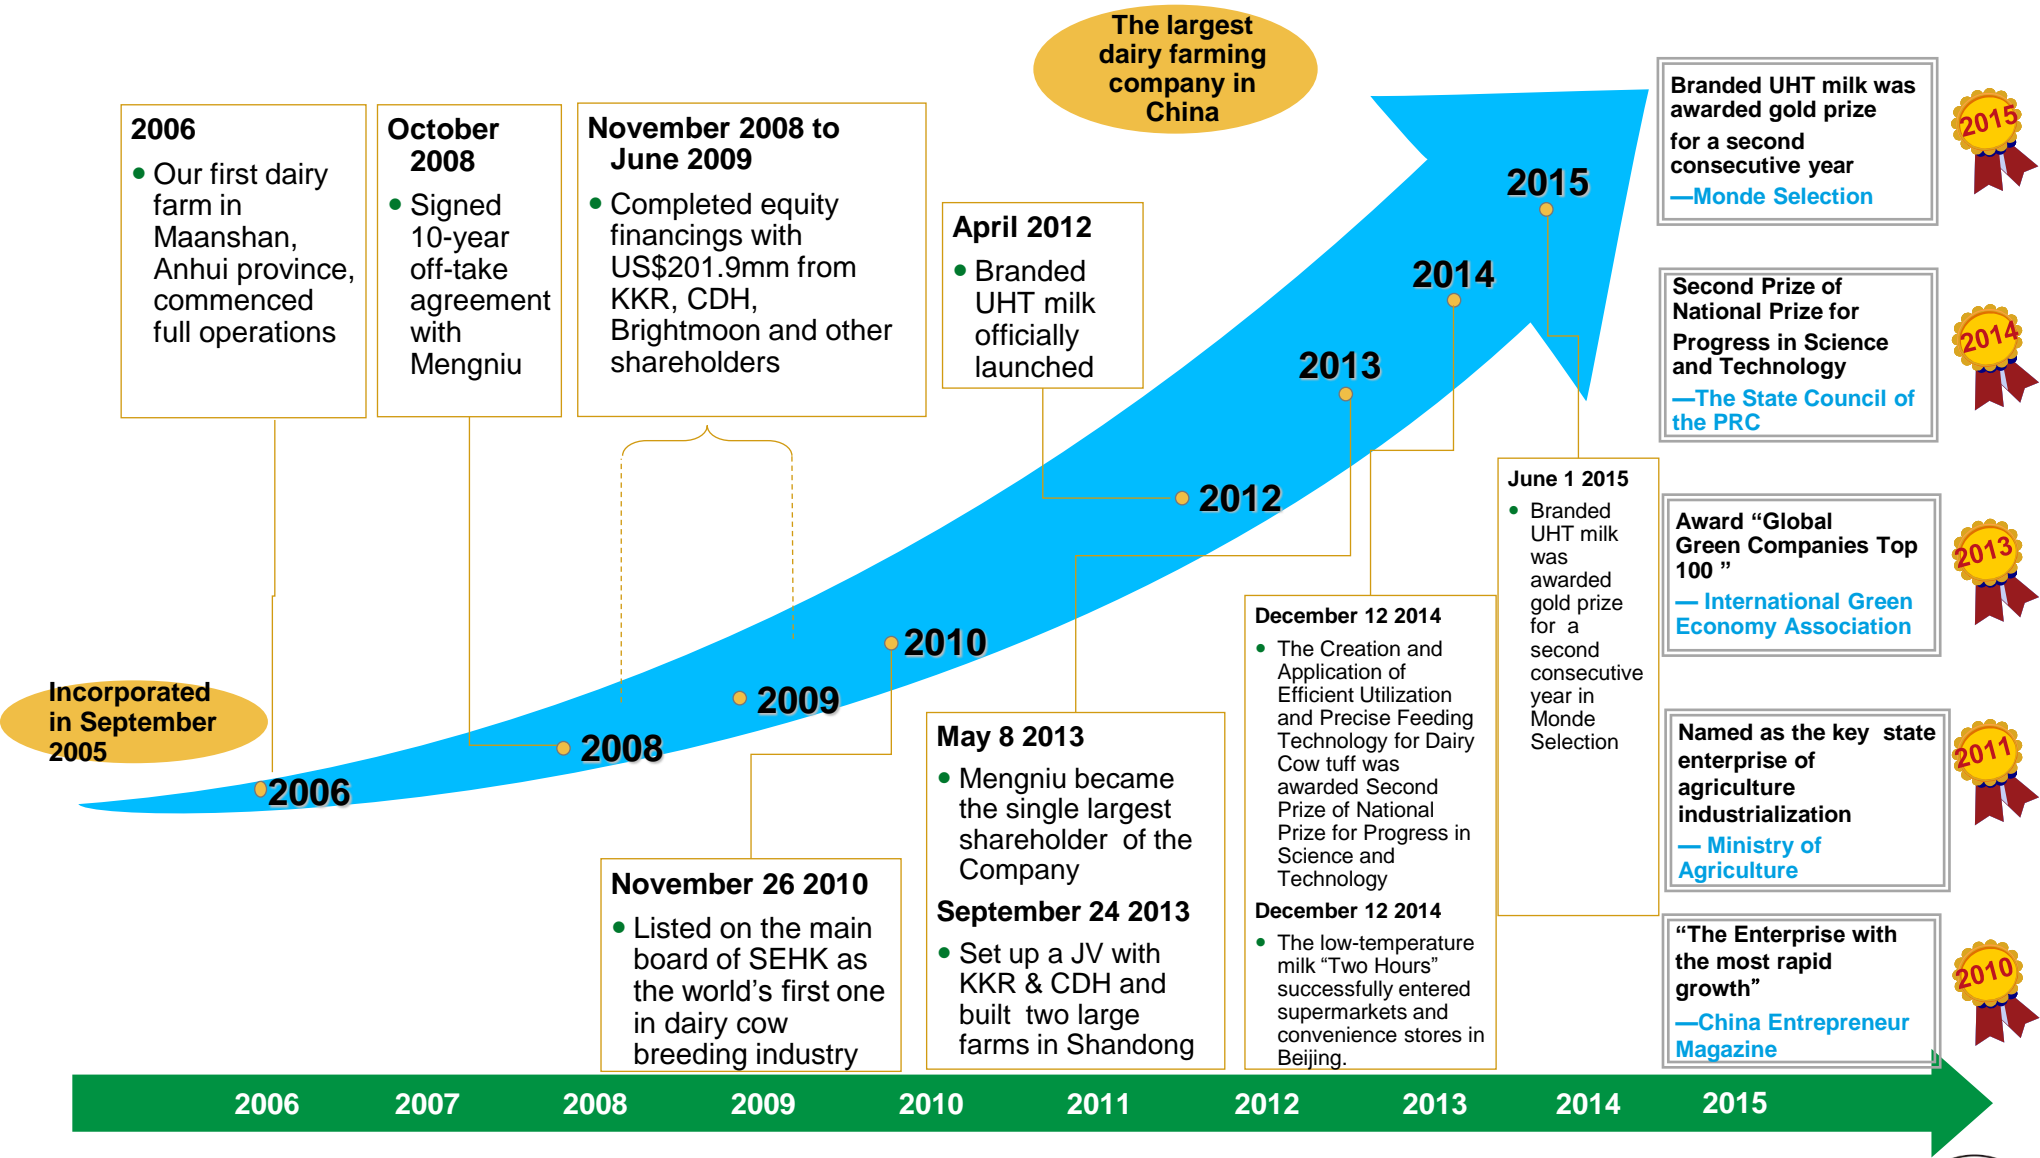 The largest
dairy farming
company in
China
2006
• Our first dairy
farm in
Maanshan,
Anhui province,
commenced
full operations
October
2008
• Signed
10-year
off-take
agreement
with
Mengniu
November 2008 to
June 2009
• Completed equity
financings with
US$201.9mm from
KKR, CDH,
Brightmoon and other
shareholders
April 2012
• Branded
UHT milk
officially
launched
2015
2014
2013
2012
2010
2009
2008
2006
Incorporated
in September
2005
November 26 2010
• Listed on the main
board of SEHK as
the world’s first one
in dairy cow
breeding industry
May 8 2013
• Mengniu became
the single largest
shareholder of the
Company
September 24 2013
• Set up a JV with
KKR & CDH and
built two large
farms in Shandong
December 12 2014
• The Creation and
Application of
Efficient Utilization
and Precise Feeding
Technology for Dairy
Cow tuff was
awarded Second
Prize of National
Prize for Progress in
Science and
Technology
December 12 2014
• The low-temperature
milk “Two Hours”
successfully entered
supermarkets and
convenience stores in
Beijing.
June 1 2015
• Branded
UHT milk
was
awarded
gold prize
for a
second
consecutive
year in
Monde
Selection
Branded UHT milk was
awarded gold prize
for a second
consecutive year
—Monde Selection
2015
Second Prize of
National Prize for
Progress in Science
and Technology
—The State Council of
the PRC
2014
Award “Global
Green Companies Top
100 ”
— International Green
Economy Association
2013
Named as the key state
enterprise of
agriculture
industrialization
— Ministry of
Agriculture
2011
“The Enterprise with
the most rapid
growth”
—China Entrepreneur
Magazine
2010
2006 2007 2008 2009 2010 2011 2012 2013 2014 2015